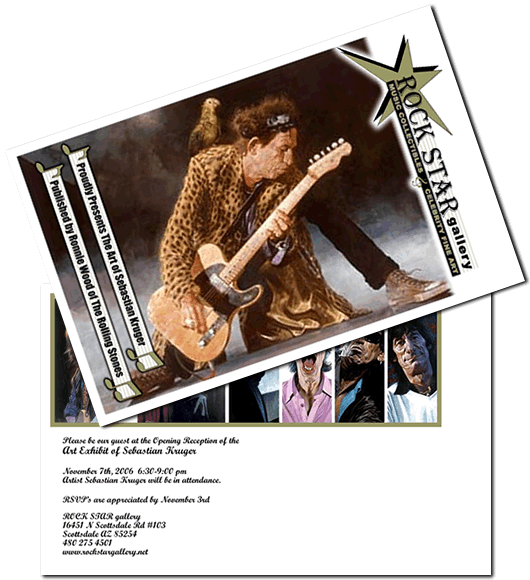 ROCK STAR gallery
MUSIC COLLECTIBLES & CELEBRITY FINE ART
Proudly Presents The Art of Sebastian Kruger
Published by Ronnie Wood of The Rolling Stones
Please be our guest at the Opening Reception of the
Art Exhibit of Sebastian Kruger
November 7th, 2006 6:30-9:00 pm
Artist Sebastian Kruger will be in attendance.
RSVP's are appreciated by November 3rd
ROCK STAR gallery
16451 N Scottsdale Rd #103
Scottsdale AZ 85254
480 275 4501
www.rockstargallery.net